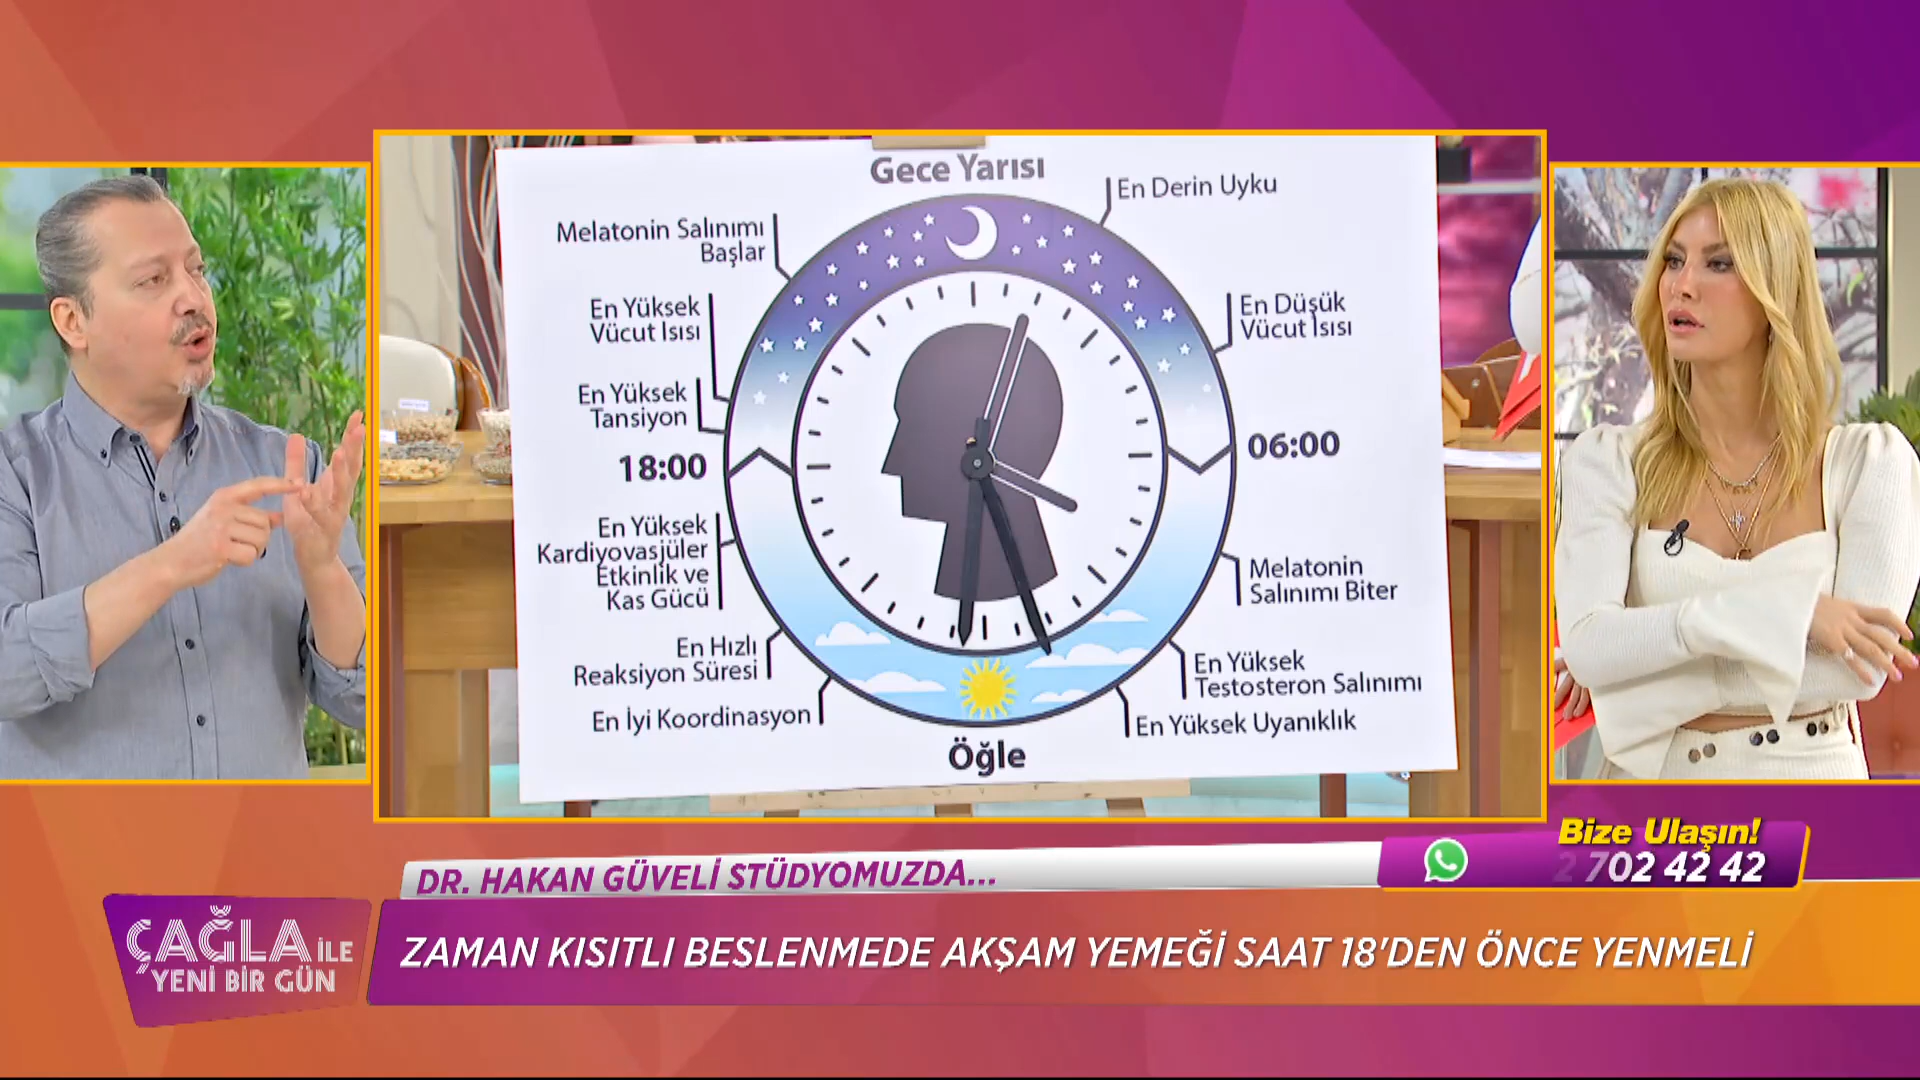 Gece Yarısı
En Derin Uyku
Melatonin Salınımı
Başlar
En Yüksek
Vücut Isısı
En Düşük
Vücut Isısı
En Yüksek
Tansiyon
18:00
06:00
En Yüksek
Kardiyovasjüler
Etkinlik ve
Kas Gücü
Melatonin
Salınımı Biter
En Hızlı
Reaksiyon Süresi
En Yüksek
Testosteron Salınımı
En İyi Koordinasyon
En Yüksek Uyanıklık
Öğle
Bize Ulaşın!
2 702 42 42
DR. HAKAN GÜVELİ STÜDYOMUZDA...
ÇAĞLA İLE
YENİ BİR GÜN
ZAMAN KISITLI BESLENMEDE AKŞAM YEMEĞİ SAAT 18'DEN ÖNCE YENMELİ